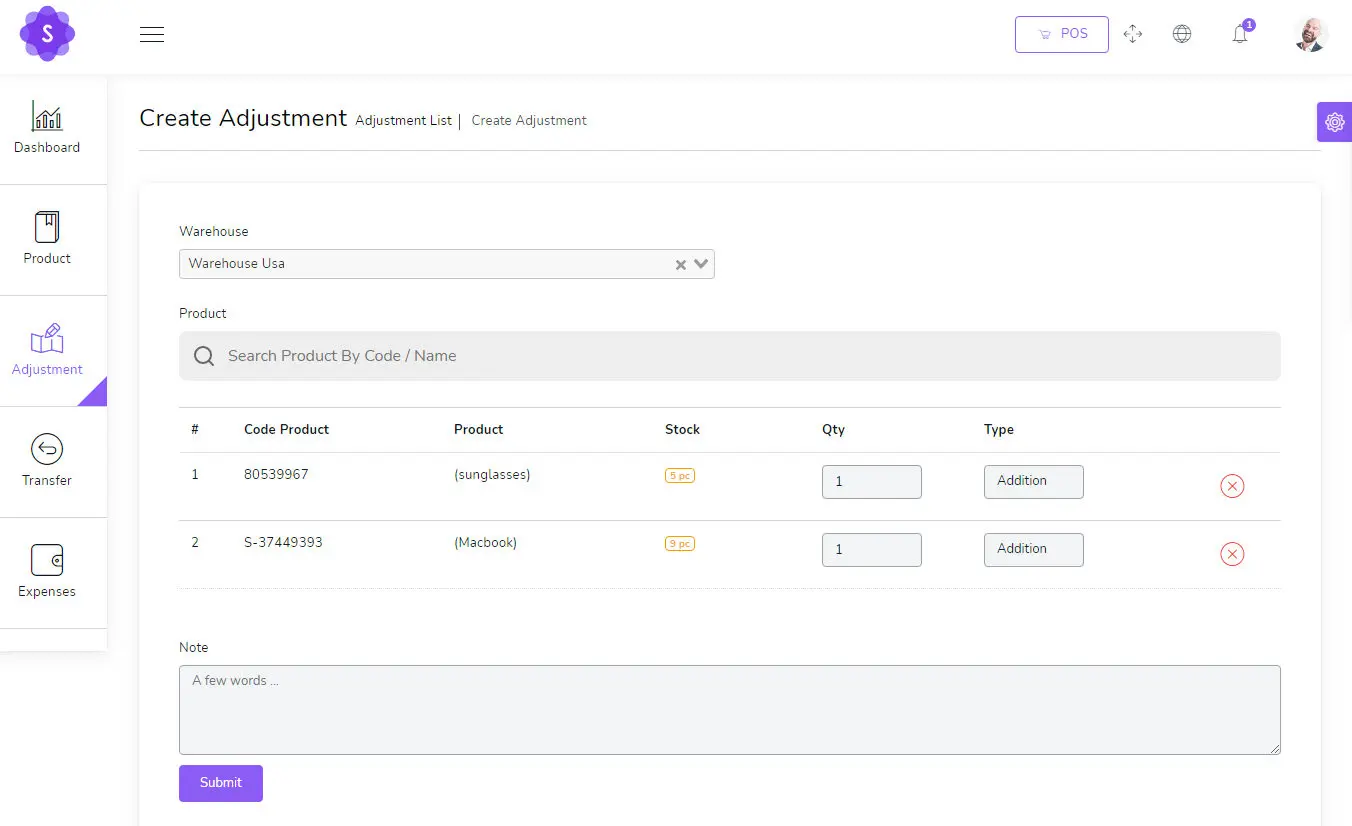 S
POS
1
Dashboard
Product
Adjustment
Transfer
Expenses
Create Adjustment Adjustment List | Create Adjustment
Warehouse
Warehouse Usa
Product
Search Product By Code / Name
# Code Product Product Stock Qty Type
1 80539967 (sunglasses) 5 pc 1 Addition
2 S-37449393 (Macbook) 9 pc 1 Addition
Note
A few words ...
Submit